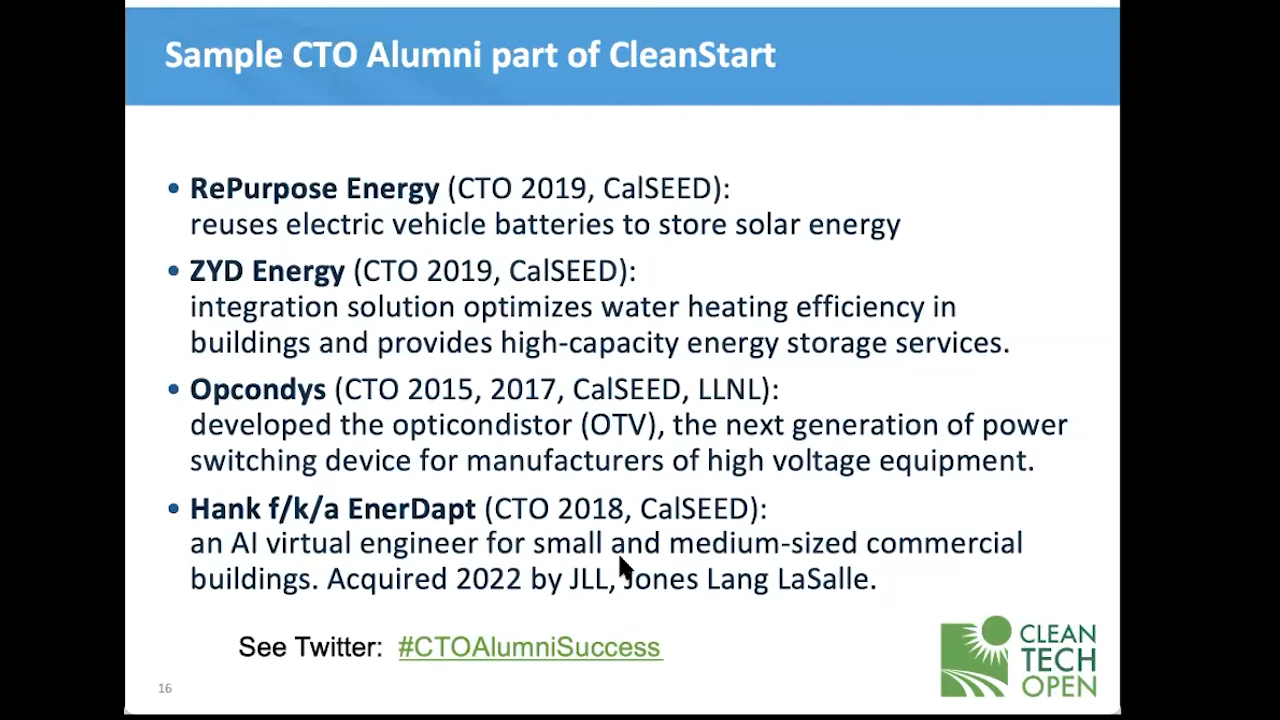 Sample CTO Alumni part of CleanStart
• RePurpose Energy (CTO 2019, CalSEED):
reuses electric vehicle batteries to store solar energy
• ZYD Energy (CTO 2019, CalSEED):
integration solution optimizes water heating efficiency in
buildings and provides high-capacity energy storage services.
• Opcondys (CTO 2015, 2017, CalSEED, LLNL):
developed the opticondistor (OTV), the next generation of power
switching device for manufacturers of high voltage equipment.
• Hank f/k/a EnerDapt (CTO 2018, CalSEED):
an AI virtual engineer for small and medium-sized commercial
buildings. Acquired 2022 by JLL, Jones Lang LaSalle.
See Twitter: #CTOAlumniSuccess
CLEAN
TECH
OPEN
16